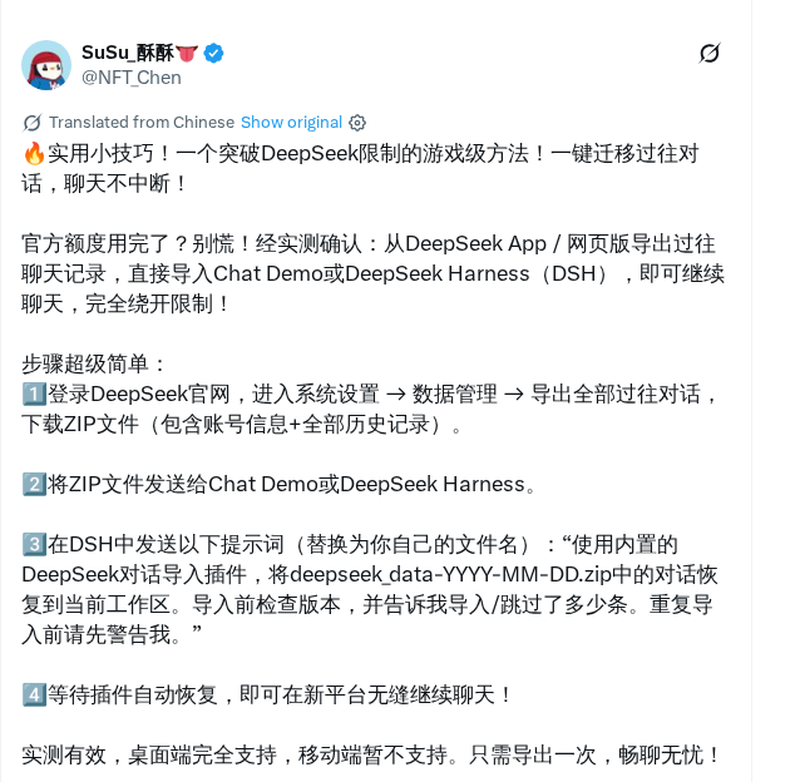 SuSu_酥酥👅
@NFT_Chen
Translated from Chinese Show original
🔥实用小技巧！一个突破DeepSeek限制的游戏级方法！一键迁移过往对
话，聊天不中断！
官方额度用完了？别慌！经实测确认：从DeepSeek App / 网页版导出过往
聊天记录，直接导入Chat Demo或DeepSeek Harness（DSH），即可继续
聊天，完全绕开限制！
步骤超级简单：
1️⃣登录DeepSeek官网，进入系统设置 → 数据管理 → 导出全部过往对话，
下载ZIP文件（包含账号信息+全部历史记录）。
2️⃣将ZIP文件发送给Chat Demo或DeepSeek Harness。
3️⃣在DSH中发送以下提示词（替换为你自己的文件名）：“使用内置的
DeepSeek对话导入插件，将deepseek_data-YYYY-MM-DD.zip中的对话恢
复到当前工作区。导入前检查版本，并告诉我导入/跳过了多少条。重复导
入前请先警告我。”
4️⃣等待插件自动恢复，即可在新平台无缝继续聊天！
实测有效，桌面端完全支持，移动端暂不支持。只需导出一次，畅聊无忧！